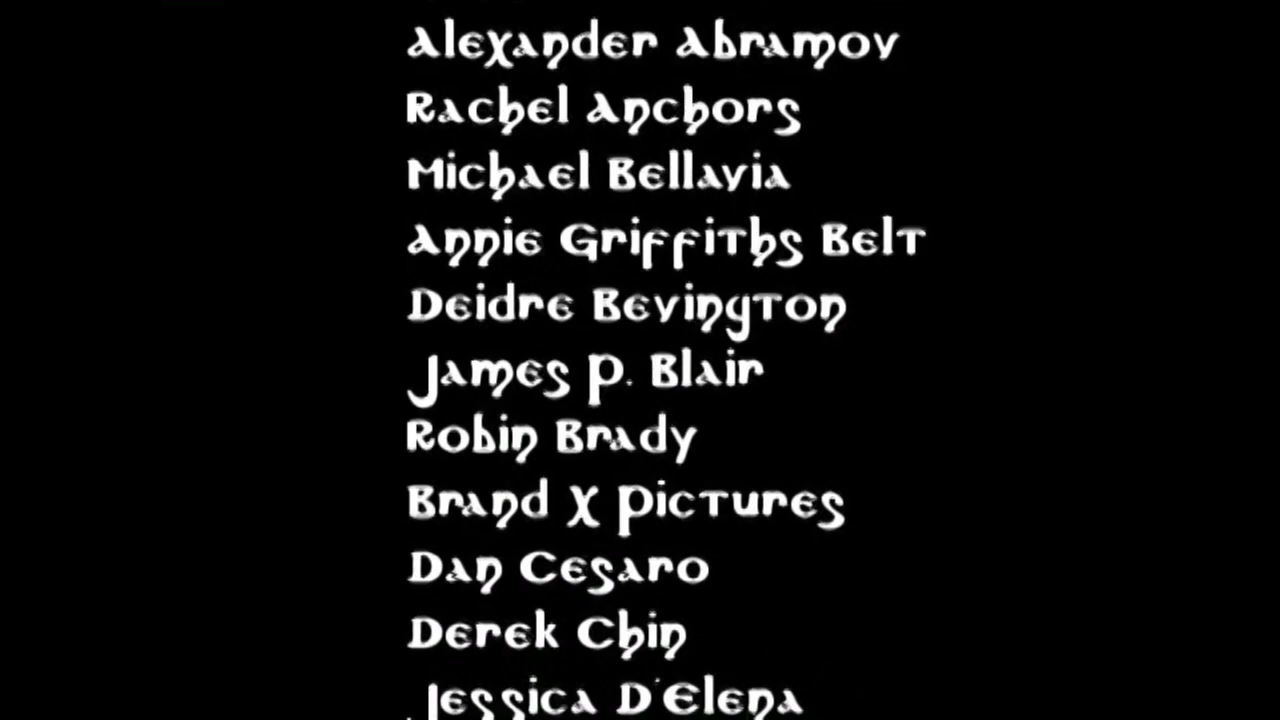 Alexander Abramov
Rachel Anchors
Michael Bellavia
Annie Griffiths Belt
Deidre Bevington
James P. Blair
Robin Brady
Brand X Pictures
Dan Cesaro
Derek Chin
Jessica D'Elena